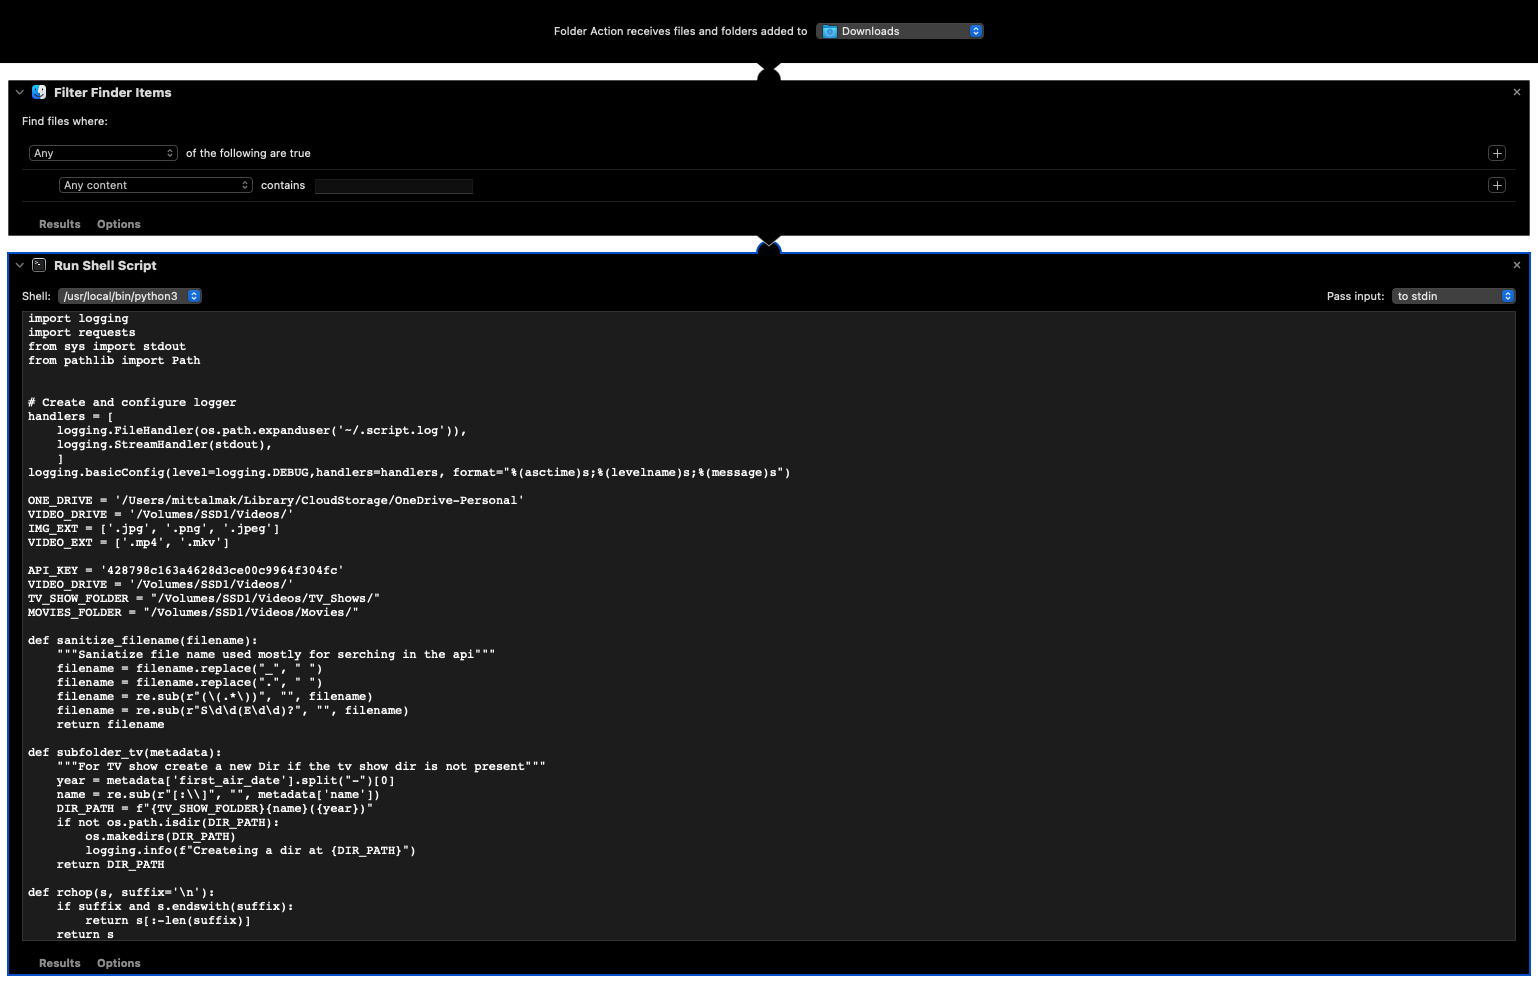 Folder Action receives files and folders added to Downloads
Filter Finder Items
Find files where:
Any of the following are true
Any content contains
Results Options
Run Shell Script
Shell: /usr/local/bin/python3 Pass input: to stdin
import logging
import requests
from sys import stdout
from pathlib import Path
# Create and configure logger
handlers = [
    logging.FileHandler(os.path.expanduser('~/.script.log')),
    logging.StreamHandler(stdout),
    ]
logging.basicConfig(level=logging.DEBUG,handlers=handlers, format="%(asctime)s;%(levelname)s;%(message)s")
ONE_DRIVE = '/Users/mittalmak/Library/CloudStorage/OneDrive-Personal'
VIDEO_DRIVE = '/Volumes/SSD1/Videos/'
IMG_EXT = ['.jpg', '.png', '.jpeg']
VIDEO_EXT = ['.mp4', '.mkv']
API_KEY = '428798c163a4628d3ce00c9964f304fc'
VIDEO_DRIVE = '/Volumes/SSD1/Videos/'
TV_SHOW_FOLDER = "/Volumes/SSD1/Videos/TV_Shows/"
MOVIES_FOLDER = "/Volumes/SSD1/Videos/Movies/"
def sanitize_filename(filename):
    """Saniatize file name used mostly for serching in the api"""
    filename = filename.replace("_", " ")
    filename = filename.replace(".", " ")
    filename = re.sub(r"(\(.*\))", "", filename)
    filename = re.sub(r"S\d\d(E\d\d)?", "", filename)
    return filename
def subfolder_tv(metadata):
    """For TV show create a new Dir if the tv show dir is not present"""
    year = metadata['first_air_date'].split("-")[0]
    name = re.sub(r"[:\\]", "", metadata['name'])
    DIR_PATH = f"{TV_SHOW_FOLDER}{name}({year})"
    if not os.path.isdir(DIR_PATH):
        os.makedirs(DIR_PATH)
        logging.info(f"Createing a dir at {DIR_PATH}")
    return DIR_PATH
def rchop(s, suffix='\n'):
    if suffix and s.endswith(suffix):
        return s[:-len(suffix)]
    return s
Results Options